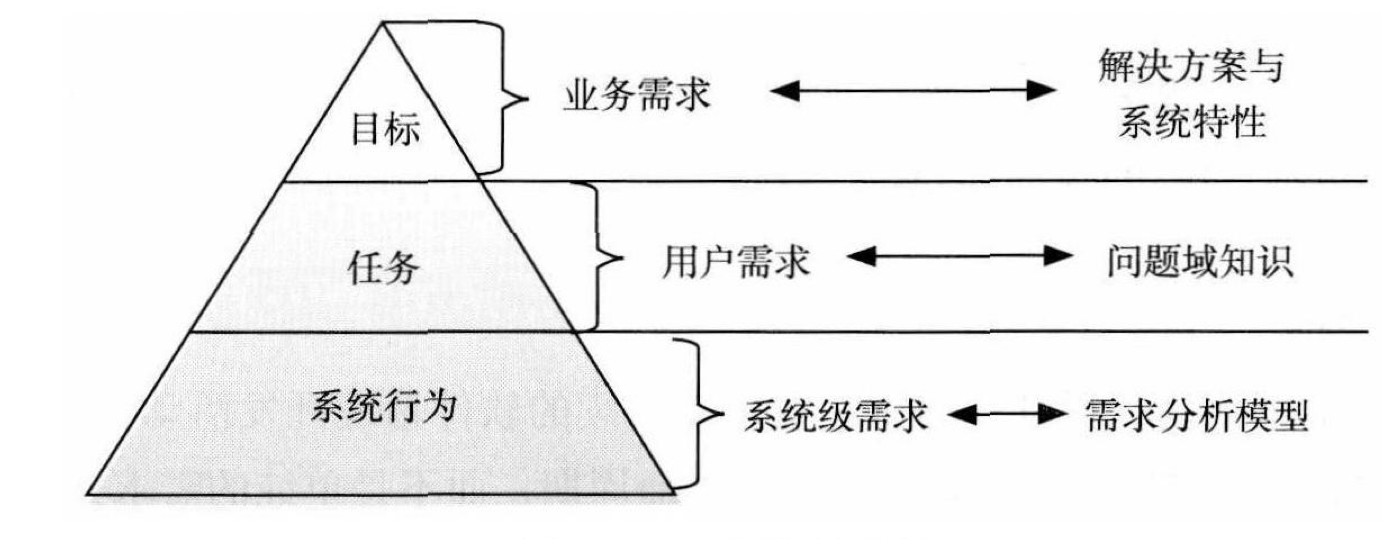 目标
业务需求
解决方案与
系统特性
任务
用户需求
问题域知识
系统行为
系统级需求
需求分析模型